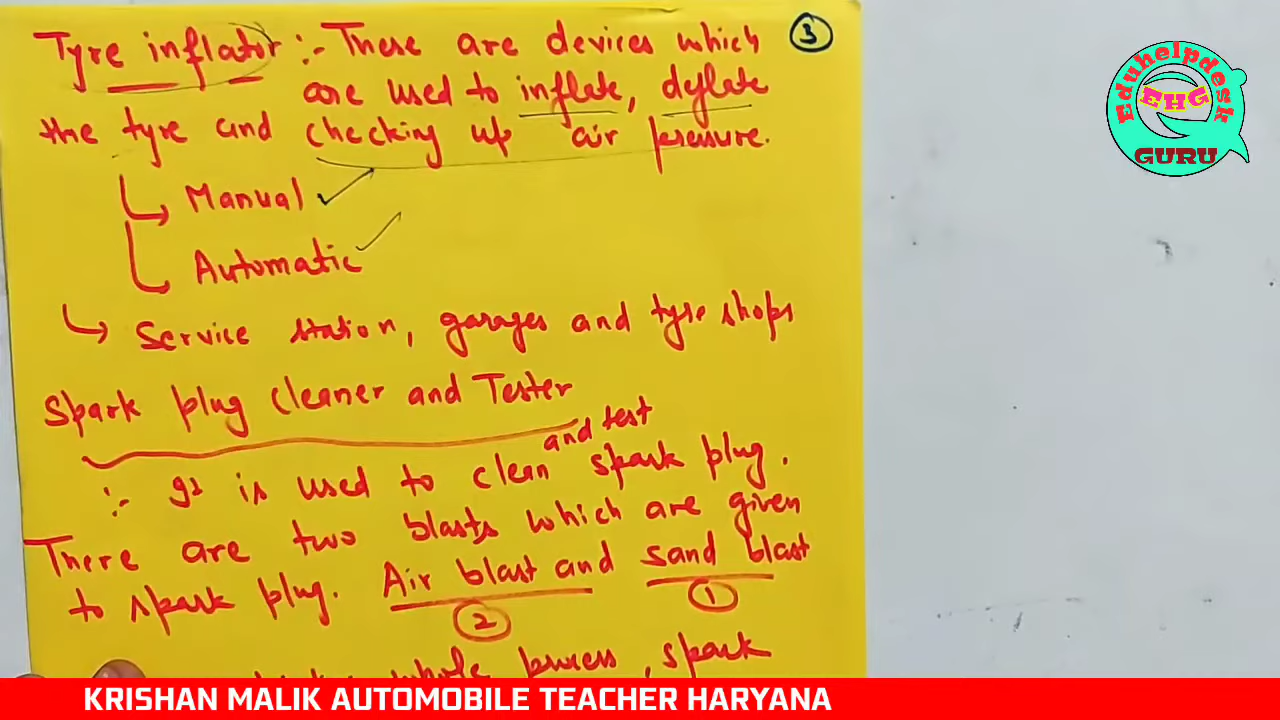 Tyre inflator :- These are devices which
3
are used to inflate, deflate
the tyre and checking up air pressure.
Manual
Automatic
Service station, garages and tyre shops
Spark plug cleaner and Tester
and test
:- It is used to clean spark plug.
There are two blasts which are given
to spark plug. Air blast and sand blast
2 1
whole process, spark
Eduhelpdesk
EHG
GURU
KRISHAN MALIK AUTOMOBILE TEACHER HARYANA